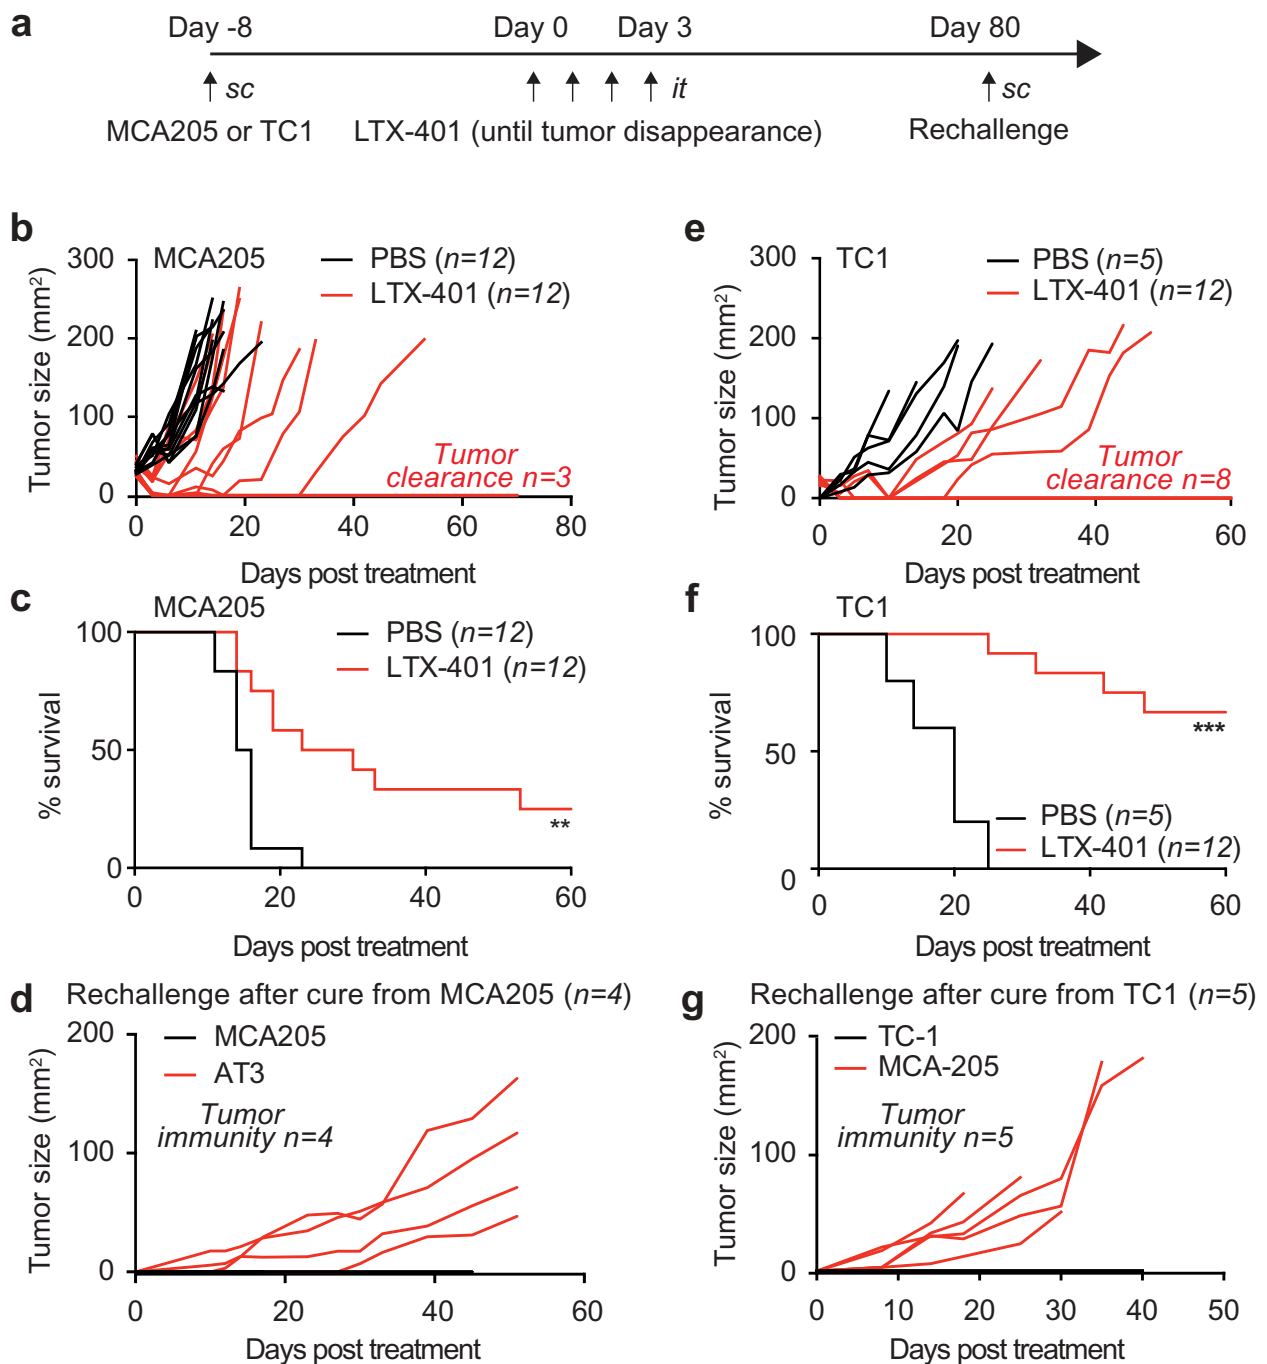 a
Day -8 Day 0 Day 3 Day 80
sc it sc
MCA205 or TC1 LTX-401 (until tumor disappearance) Rechallenge
b
MCA205
PBS (n=12)
LTX-401 (n=12)
Tumor size (mm²)
300
200
100
0
Tumor
clearance n=3
0 20 40 60 80
Days post treatment
e
TC1
PBS (n=5)
LTX-401 (n=12)
Tumor size (mm²)
300
200
100
0
Tumor
clearance n=8
0 20 40 60
Days post treatment
c
MCA205
PBS (n=12)
LTX-401 (n=12)
% survival
100
50
0
**
0 20 40 60
Days post treatment
f
TC1
% survival
100
50
0
***
PBS (n=5)
LTX-401 (n=12)
0 20 40 60
Days post treatment
d Rechallenge after cure from MCA205 (n=4)
MCA205
AT3
Tumor
immunity n=4
Tumor size (mm²)
200
100
0
0 20 40 60
Days post treatment
g Rechallenge after cure from TC1 (n=5)
TC-1
MCA-205
Tumor
immunity n=5
Tumor size (mm²)
200
100
0
0 10 20 30 40 50
Days post treatment